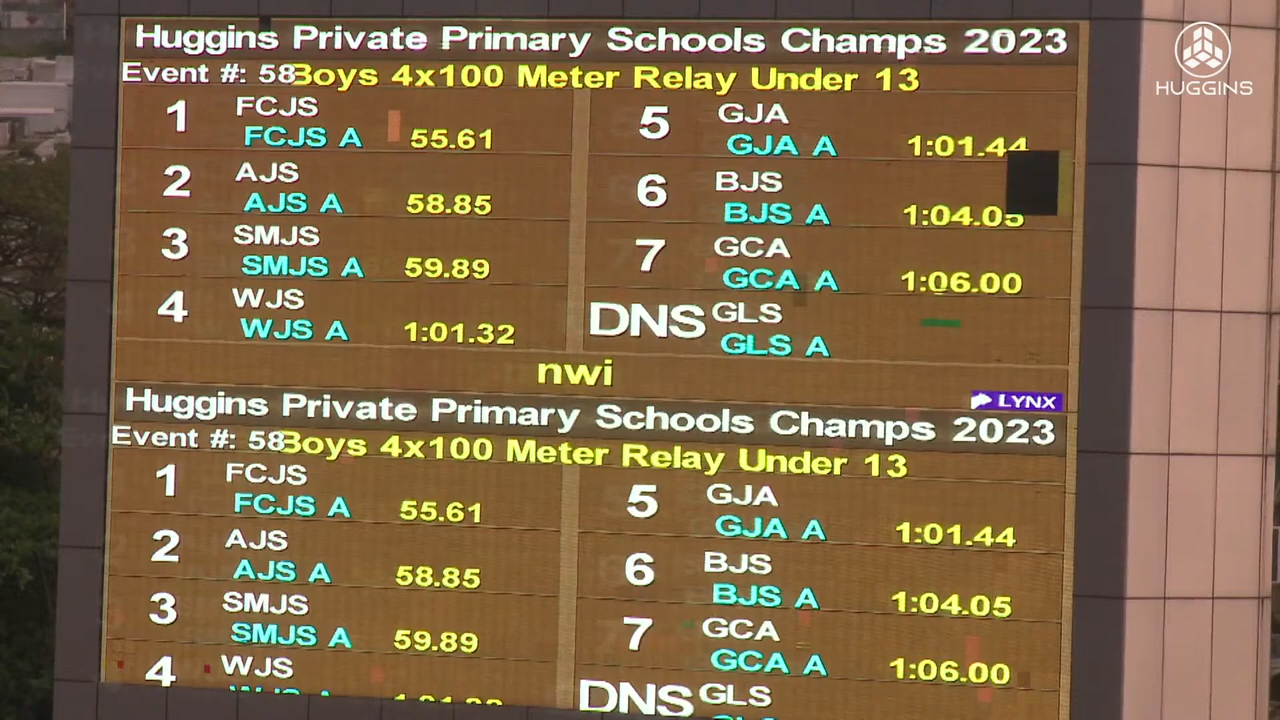 HUGGINS
Huggins Private Primary Schools Champs 2023
Event #: 58 Boys 4x100 Meter Relay Under 13
1 FCJS
FCJS A 55.61
2 AJS
AJS A 58.85
3 SMJS
SMJS A 59.89
4 WJS
WJS A 1:01.32
5 GJA
GJA A 1:01.44
6 BJS
BJS A 1:04.05
7 GCA
GCA A 1:06.00
DNS GLS
GLS A
nwi
LYNX
Huggins Private Primary Schools Champs 2023
Event #: 58 Boys 4x100 Meter Relay Under 13
1 FCJS
FCJS A 55.61
2 AJS
AJS A 58.85
3 SMJS
SMJS A 59.89
4 WJS
5 GJA
GJA A 1:01.44
6 BJS
BJS A 1:04.05
7 GCA
GCA A 1:06.00
DNS GLS